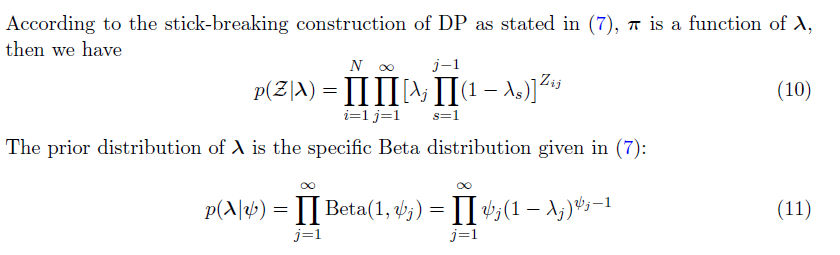 According to the stick-breaking construction of DP as stated in (7), π is a function of λ,
then we have
p(𝒵|λ) = ∏_{i=1}^{N} ∏_{j=1}^{∞} [λ_j ∏_{s=1}^{j−1} (1 − λ_s)]^{Z_{ij}} (10)
The prior distribution of λ is the specific Beta distribution given in (7):
p(λ|ψ) = ∏_{j=1}^{∞} Beta(1, ψ_j) = ∏_{j=1}^{∞} ψ_j(1 − λ_j)^{ψ_j−1} (11)